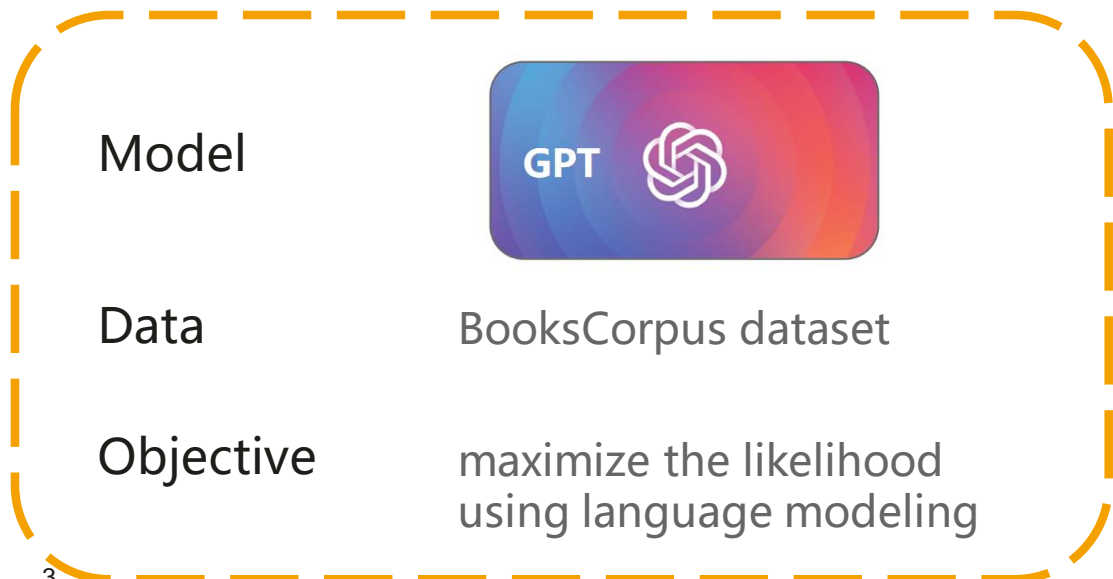 Model
GPT
Data
BooksCorpus dataset
Objective
maximize the likelihood
using language modeling
3